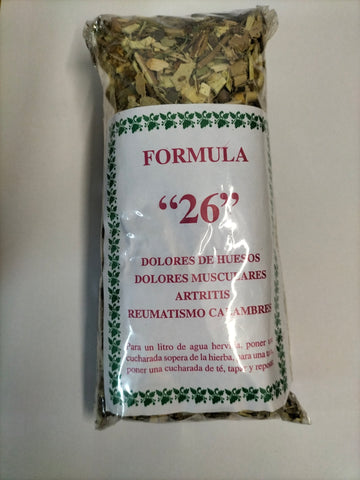 FORMULA
“26”
DOLORES DE HUESOS
DOLORES MUSCULARES
ARTRITIS
REUMATISMO CALAMBRES
Para un litro de agua hervida, poner
cucharada sopera de la hierba, para una
poner una cucharada de té, tapar y